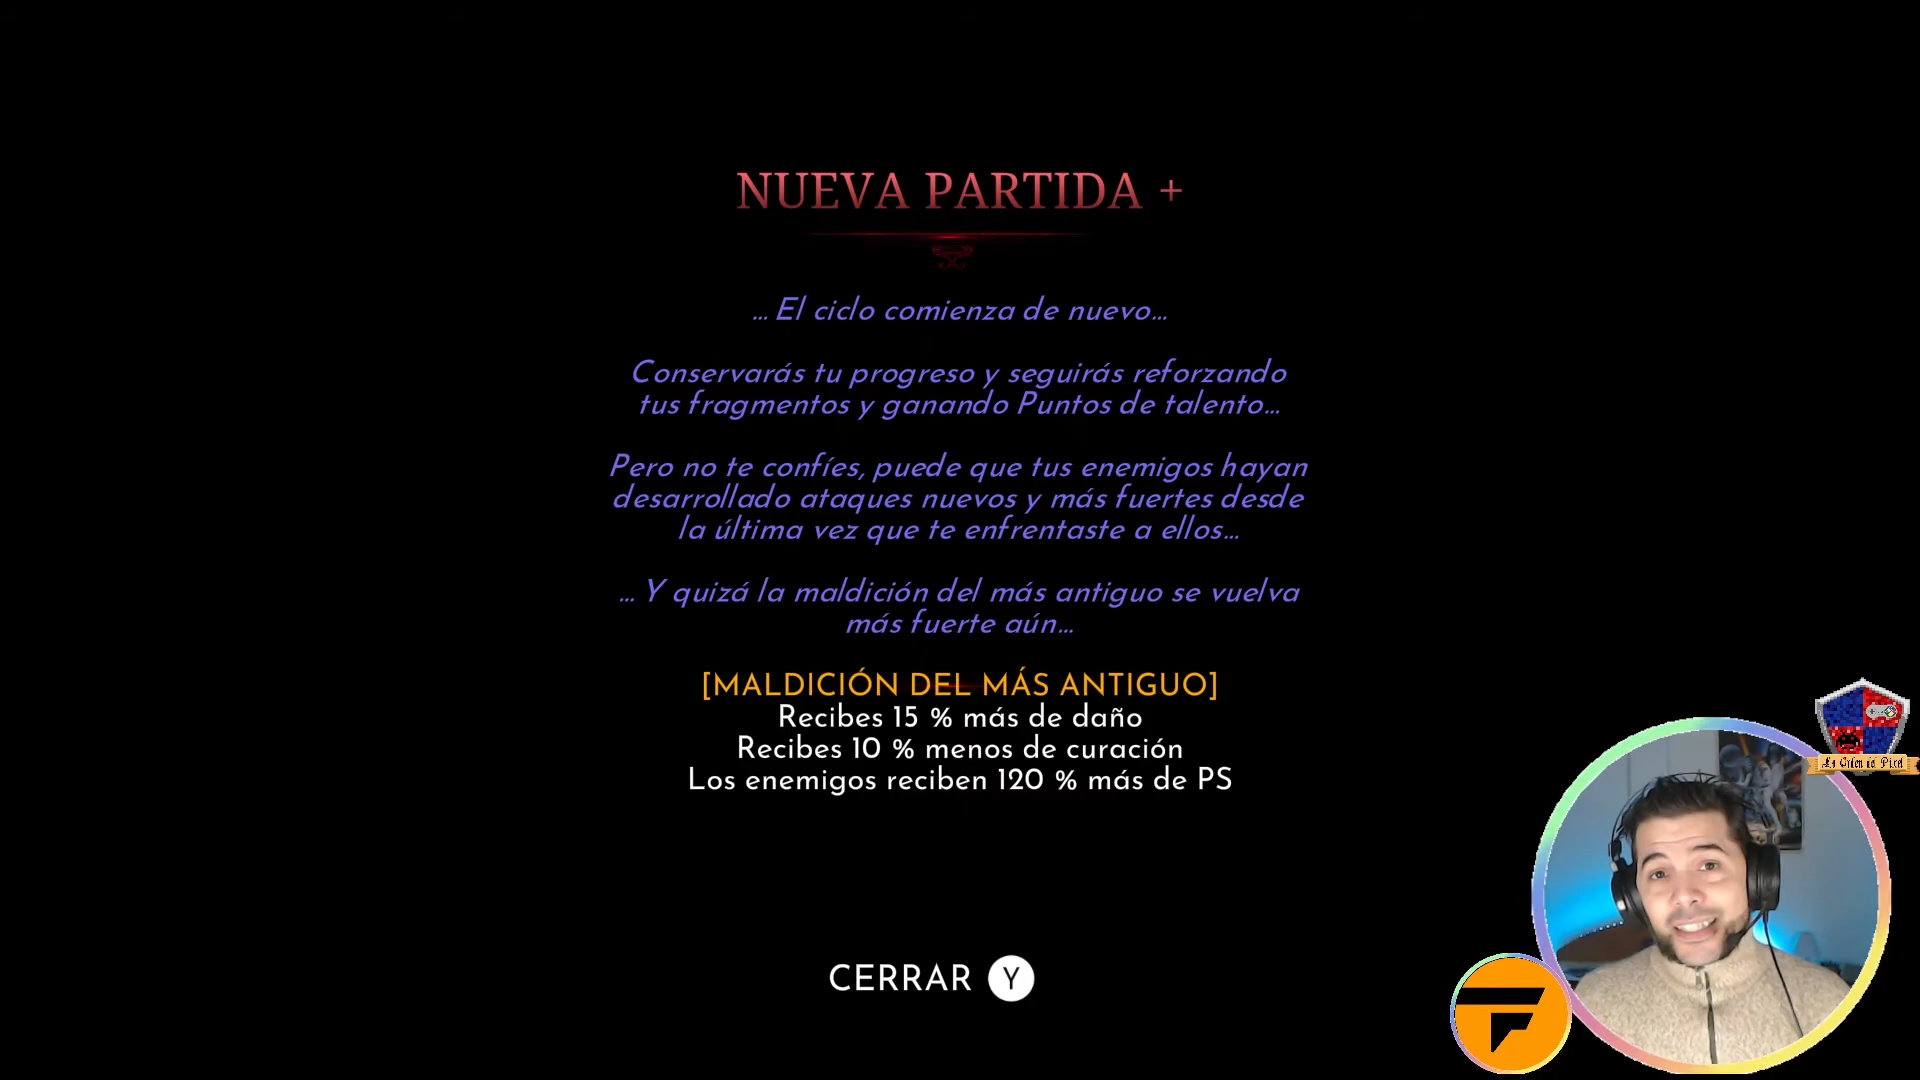 NUEVA PARTIDA +
... El ciclo comienza de nuevo...
Conservarás tu progreso y seguirás reforzando
tus fragmentos y ganando Puntos de talento...
Pero no te confíes, puede que tus enemigos hayan
desarrollado ataques nuevos y más fuertes desde
la última vez que te enfrentaste a ellos...
... Y quizá la maldición del más antiguo se vuelva
más fuerte aún...
[MALDICIÓN DEL MÁS ANTIGUO]
Recibes 15 % más de daño
Recibes 10 % menos de curación
Los enemigos reciben 120 % más de PS
CERRAR Y